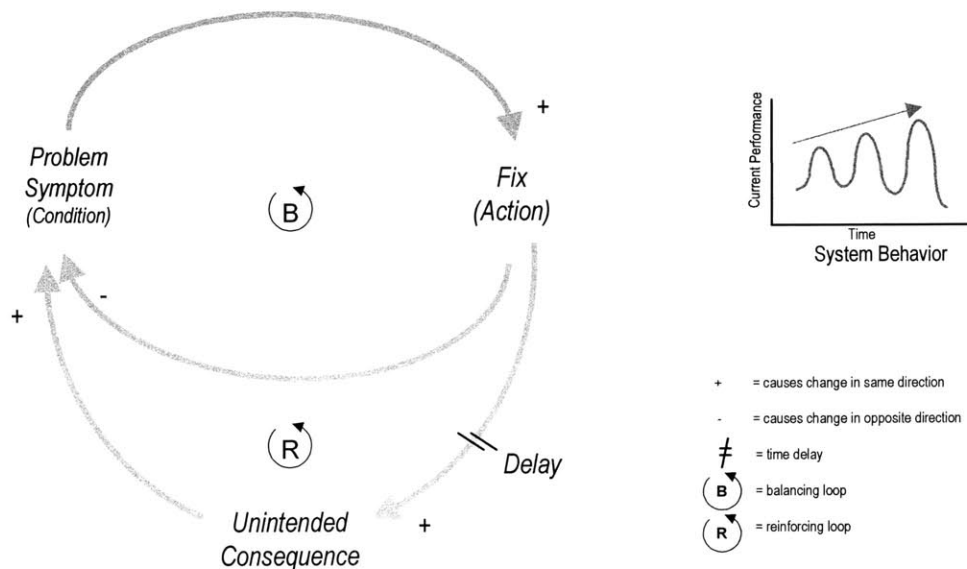 +
Problem
Symptom
(Condition)
B
Fix
(Action)
+
-
R
Delay
Unintended
Consequence
+
Current Performance
Time
System Behavior
+ = causes change in same direction
- = causes change in opposite direction
= time delay
B = balancing loop
R = reinforcing loop